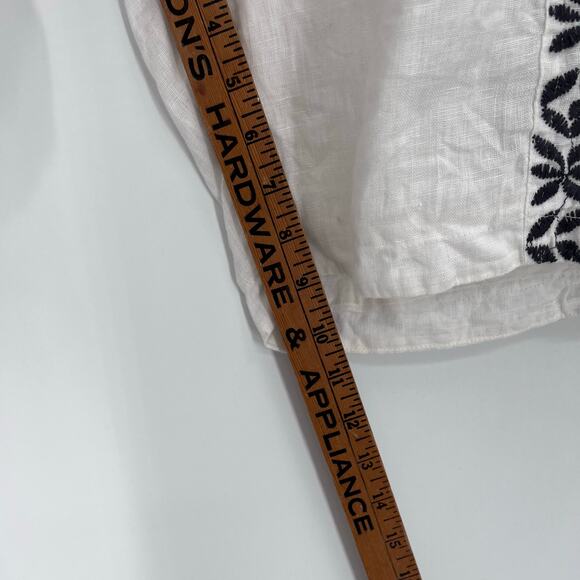 ON'S HARDWARE & APPLIANCE
4 5 6 7 8 9 10 11 12 13 14 15